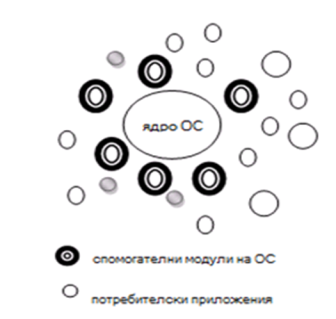 ядро ОС
спомогателни модули на ОС
потребителски приложения